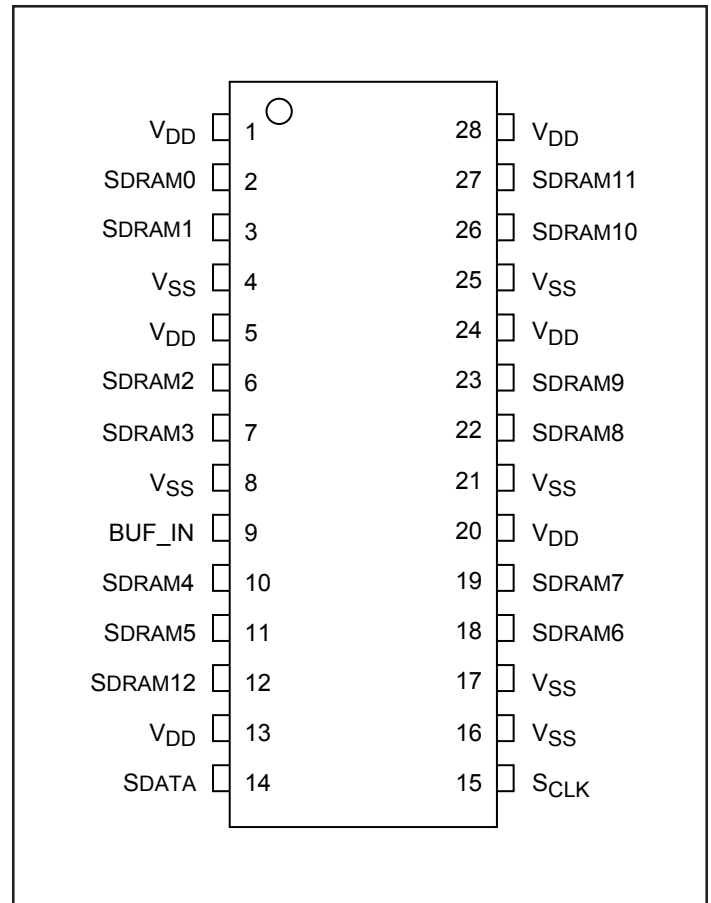 VDD 1 28 VDD
SDRAM0 2 27 SDRAM11
SDRAM1 3 26 SDRAM10
VSS 4 25 VSS
VDD 5 24 VDD
SDRAM2 6 23 SDRAM9
SDRAM3 7 22 SDRAM8
VSS 8 21 VSS
BUF_IN 9 20 VDD
SDRAM4 10 19 SDRAM7
SDRAM5 11 18 SDRAM6
SDRAM12 12 17 VSS
VDD 13 16 VSS
SDATA 14 15 SCLK